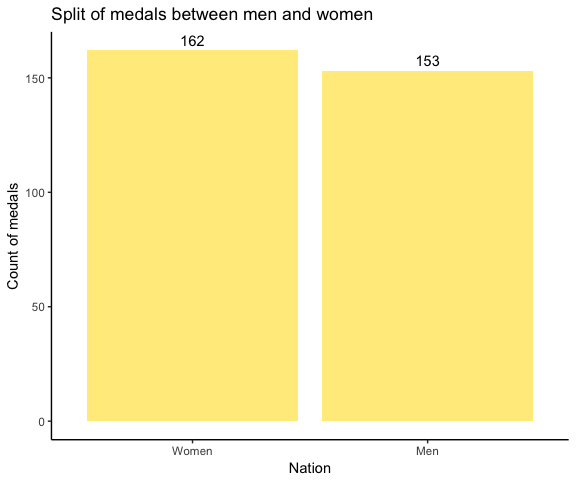 Split of medals between men and women
162
153
150
100
50
0
Count of medals
Women Men
Nation